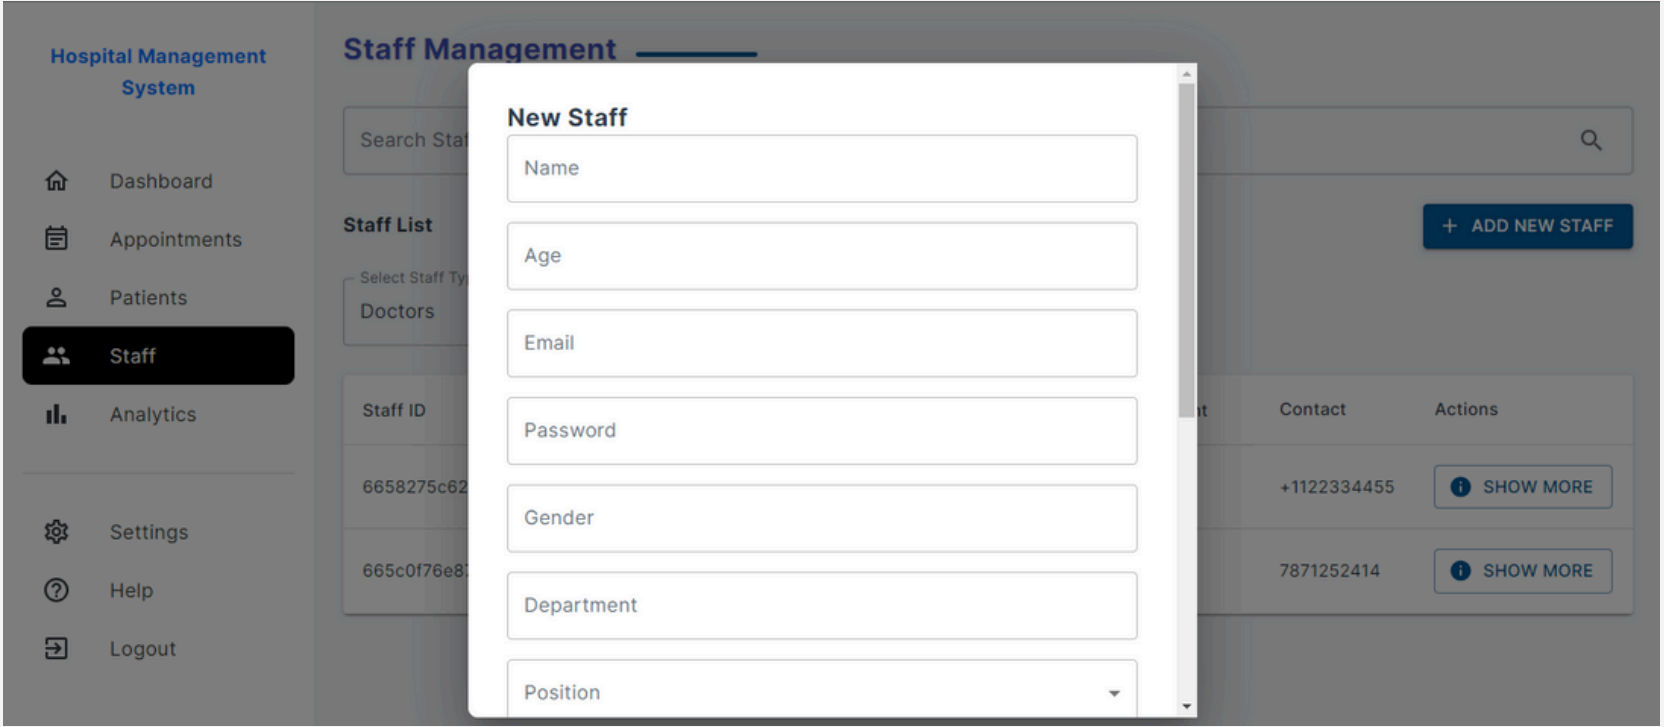 Hospital Management
System
Dashboard
Appointments
Patients
Staff
Analytics
Settings
Help
Logout
Staff Management
Search
Staff List
+ ADD NEW STAFF
Select Staff
Doctors
Staff ID
Contact
Actions
6658275c62
+1122334455
SHOW MORE
665c0f76e8
7871252414
SHOW MORE
New Staff
Name
Age
Email
Password
Gender
Department
Position